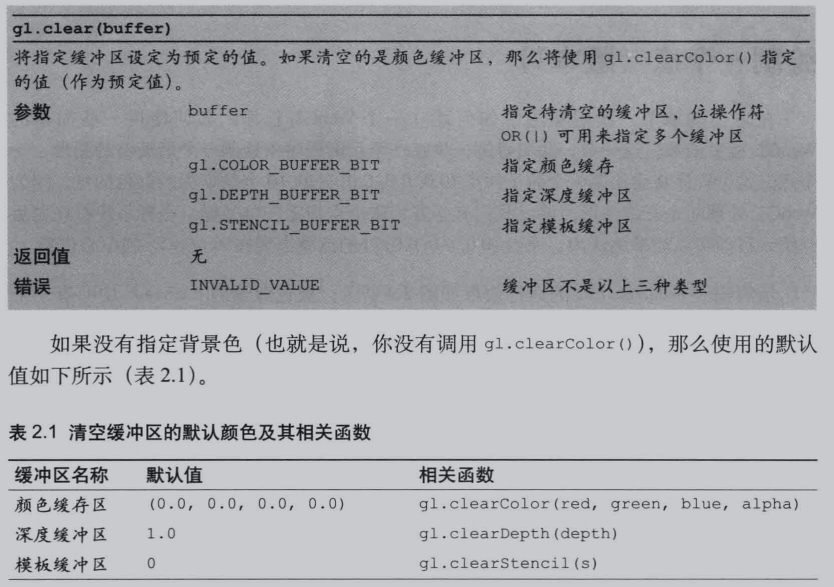 gl.clear(buffer)
将指定缓冲区设定为预定的值。如果清空的是颜色缓冲区，那么将使用 gl.clearColor() 指定
的值（作为预定值）。
参数 buffer 指定待清空的缓冲区，位操作符
OR(|) 可用来指定多个缓冲区
gl.COLOR_BUFFER_BIT 指定颜色缓存
gl.DEPTH_BUFFER_BIT 指定深度缓冲区
gl.STENCIL_BUFFER_BIT 指定模板缓冲区
返回值 无
错误 INVALID_VALUE 缓冲区不是以上三种类型
如果没有指定背景色（也就是说，你没有调用 gl.clearColor()），那么使用的默认
值如下所示（表 2.1）。
表 2.1 清空缓冲区的默认颜色及其相关函数
缓冲区名称 默认值 相关函数
颜色缓存区 (0.0, 0.0, 0.0, 0.0) gl.clearColor(red, green, blue, alpha)
深度缓冲区 1.0 gl.clearDepth(depth)
模板缓冲区 0 gl.clearStencil(s)